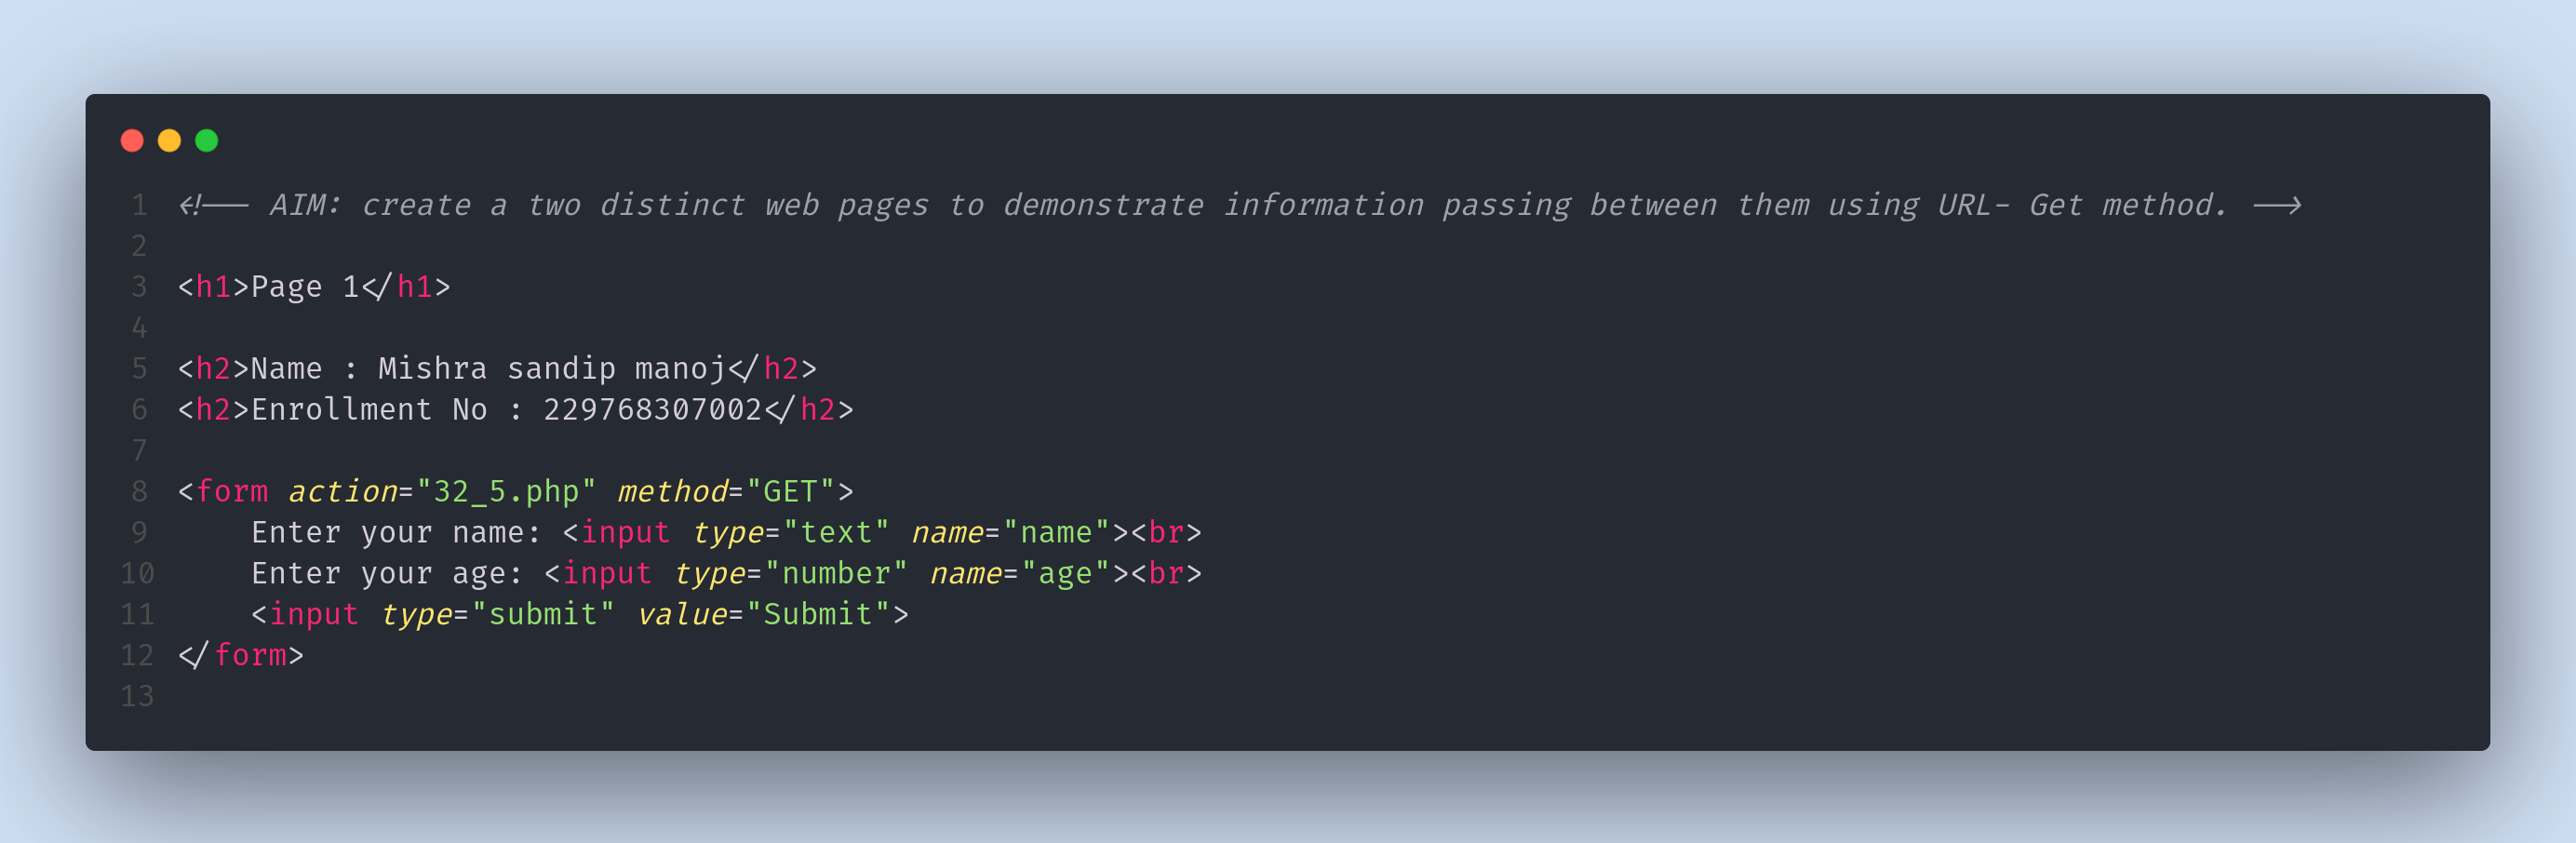 1 <!-- AIM: create a two distinct web pages to demonstrate information passing between them using URL- Get method. -->
2
3 <h1>Page 1</h1>
4
5 <h2>Name : Mishra sandip manoj</h2>
6 <h2>Enrollment No : 229768307002</h2>
7
8 <form action="32_5.php" method="GET">
9     Enter your name: <input type="text" name="name"><br>
10     Enter your age: <input type="number" name="age"><br>
11     <input type="submit" value="Submit">
12 </form>
13